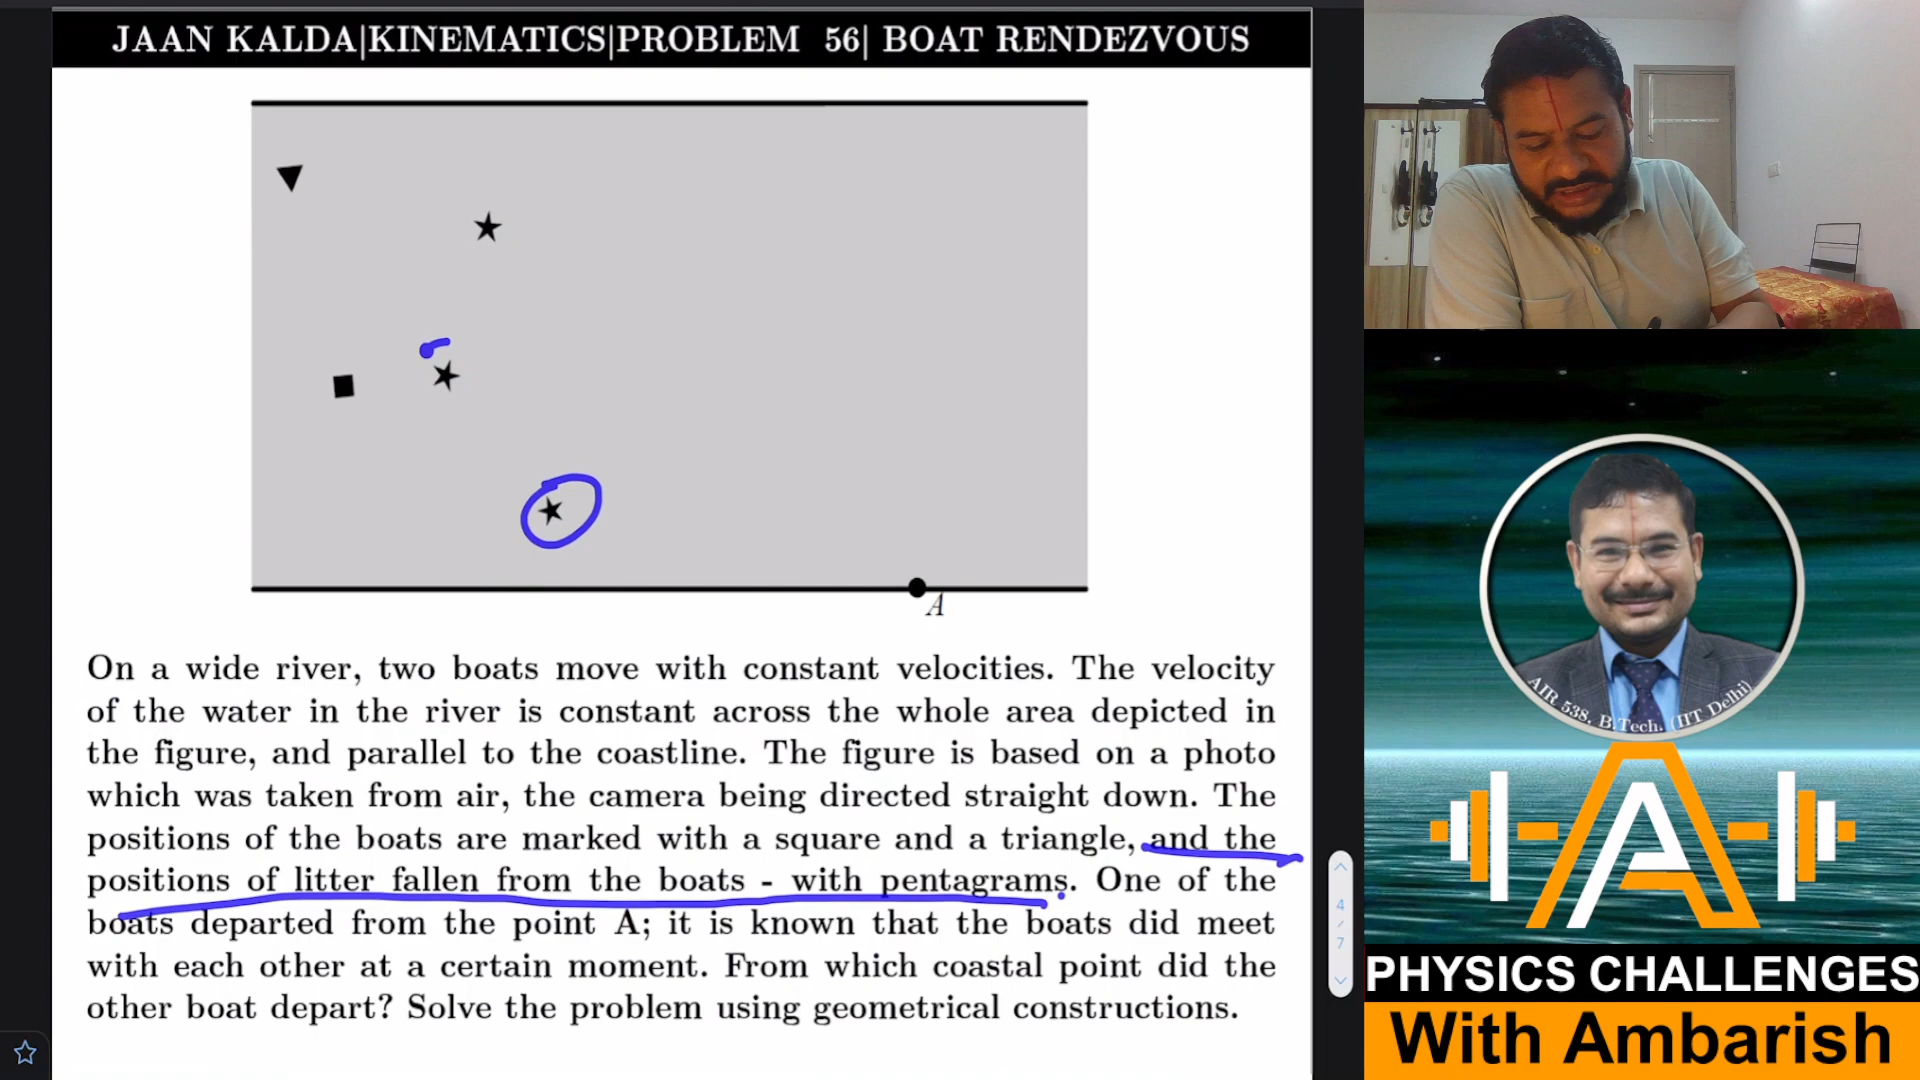 JAAN KALDA|KINEMATICS|PROBLEM 56| BOAT RENDEZVOUS
A
On a wide river, two boats move with constant velocities. The velocity
of the water in the river is constant across the whole area depicted in
the figure, and parallel to the coastline. The figure is based on a photo
which was taken from air, the camera being directed straight down. The
positions of the boats are marked with a square and a triangle, and the
positions of litter fallen from the boats - with pentagrams. One of the
boats departed from the point A; it is known that the boats did meet
with each other at a certain moment. From which coastal point did the
other boat depart? Solve the problem using geometrical constructions.
4
/
7
AIR 538, B.Tech. (IIT Delhi)
A
PHYSICS CHALLENGES
With Ambarish